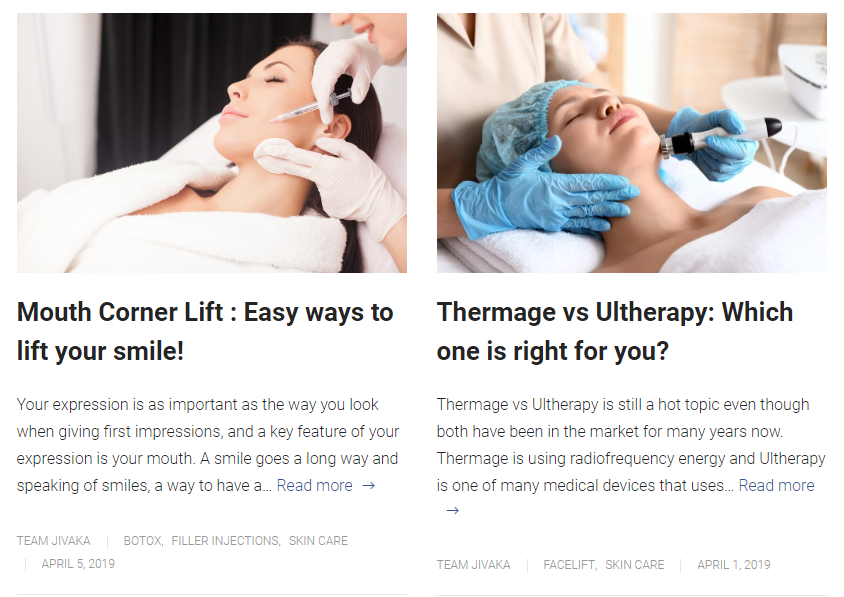 Mouth Corner Lift : Easy ways to
lift your smile!
Your expression is as important as the way you look
when giving first impressions, and a key feature of your
expression is your mouth. A smile goes a long way and
speaking of smiles, a way to have a... Read more →
TEAM JIVAKA | BOTOX, FILLER INJECTIONS, SKIN CARE
| APRIL 5, 2019
Thermage vs Ultherapy: Which
one is right for you?
Thermage vs Ultherapy is still a hot topic even though
both have been in the market for many years now.
Thermage is using radiofrequency energy and Ultherapy
is one of many medical devices that uses... Read more
→
TEAM JIVAKA | FACELIFT, SKIN CARE | APRIL 1, 2019